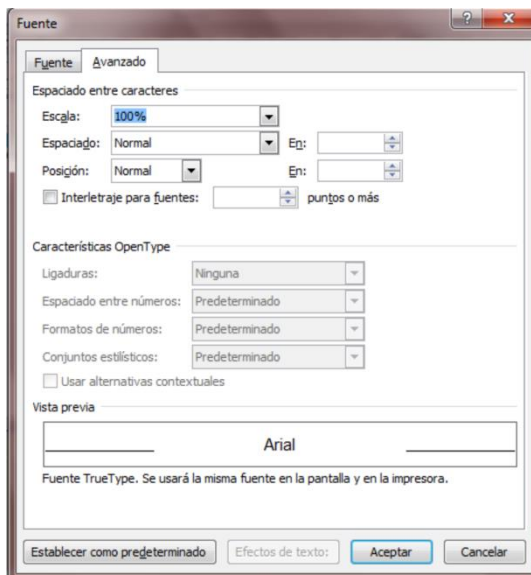 Fuente
Fuente Avanzado
Espaciado entre caracteres
Escala: 100%
Espaciado: Normal En:
Posición: Normal En:
Interletraje para fuentes: puntos o más
Características OpenType
Ligaduras: Ninguna
Espaciado entre números: Predeterminado
Formatos de números: Predeterminado
Conjuntos estilísticos: Predeterminado
Usar alternativas contextuales
Vista previa
Arial
Fuente TrueType. Se usará la misma fuente en la pantalla y en la impresora.
Establecer como predeterminado Efectos de texto: Aceptar Cancelar